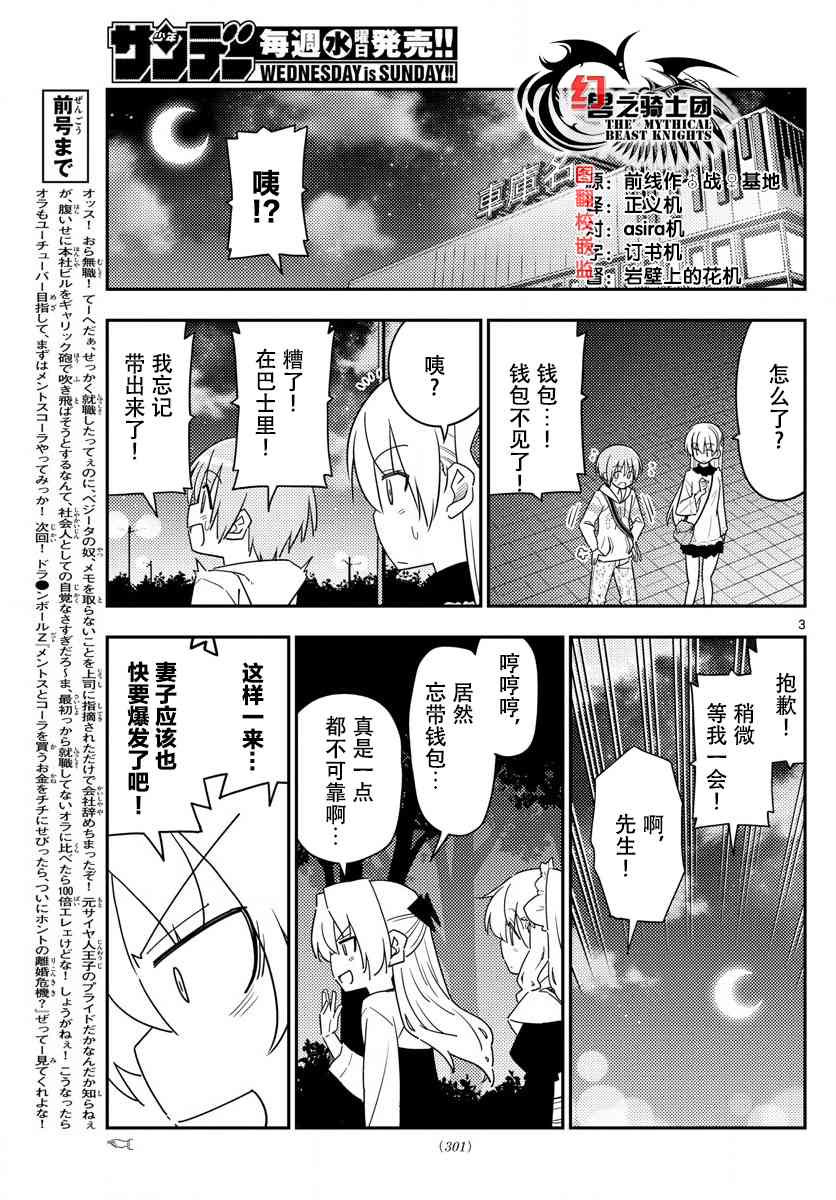 少年サンデー
毎週水曜日発売!!
WEDNESDAY is SUNDAY!!
幻兽之骑士团
THE MYTHICAL
BEAST KNIGHTS
图源：前线作♂战♀基地
翻译：正义机
校对：asira机
嵌字：订书机
监督：岩壁上的花机
車庫
咦!?
怎么了？
钱包…！
钱包不见了！
咦？
糟了！
在巴士里！
我忘记
带出来了！
3
抱歉！
稍微
等我一会！
啊，
先生！
哼哼哼，
居然
忘带钱包…
真是一点
都不可靠啊…
这样一来…
妻子应该也
快要爆发了吧！
前号まで
ぜんごう
オッス！おら無職！てーへだぁ、せっかく就職したってぇのに、ベジータの奴、メモを取らないことを上司に指摘されただけで会社辞めちまったぞ！元サイヤ人王子のプライドだかなんだか知らねぇ
が、腹いせに本社ビルをギャリック砲で吹き飛ばそうとするなんて、社会人としての自覚なさすぎだろ～ま、最初っから就職してないオラに比べたら100倍エレェけどな！しょうがねぇ！こうなったら
オラもユーチューバー目指して、まずはメントスコーラやってみっか！次回！ドラ●ンボールZ『メントスとコーラを買うお金をチチにせびったら、ついにホントの離婚危機？』ぜってー見てくれよな！
(301)